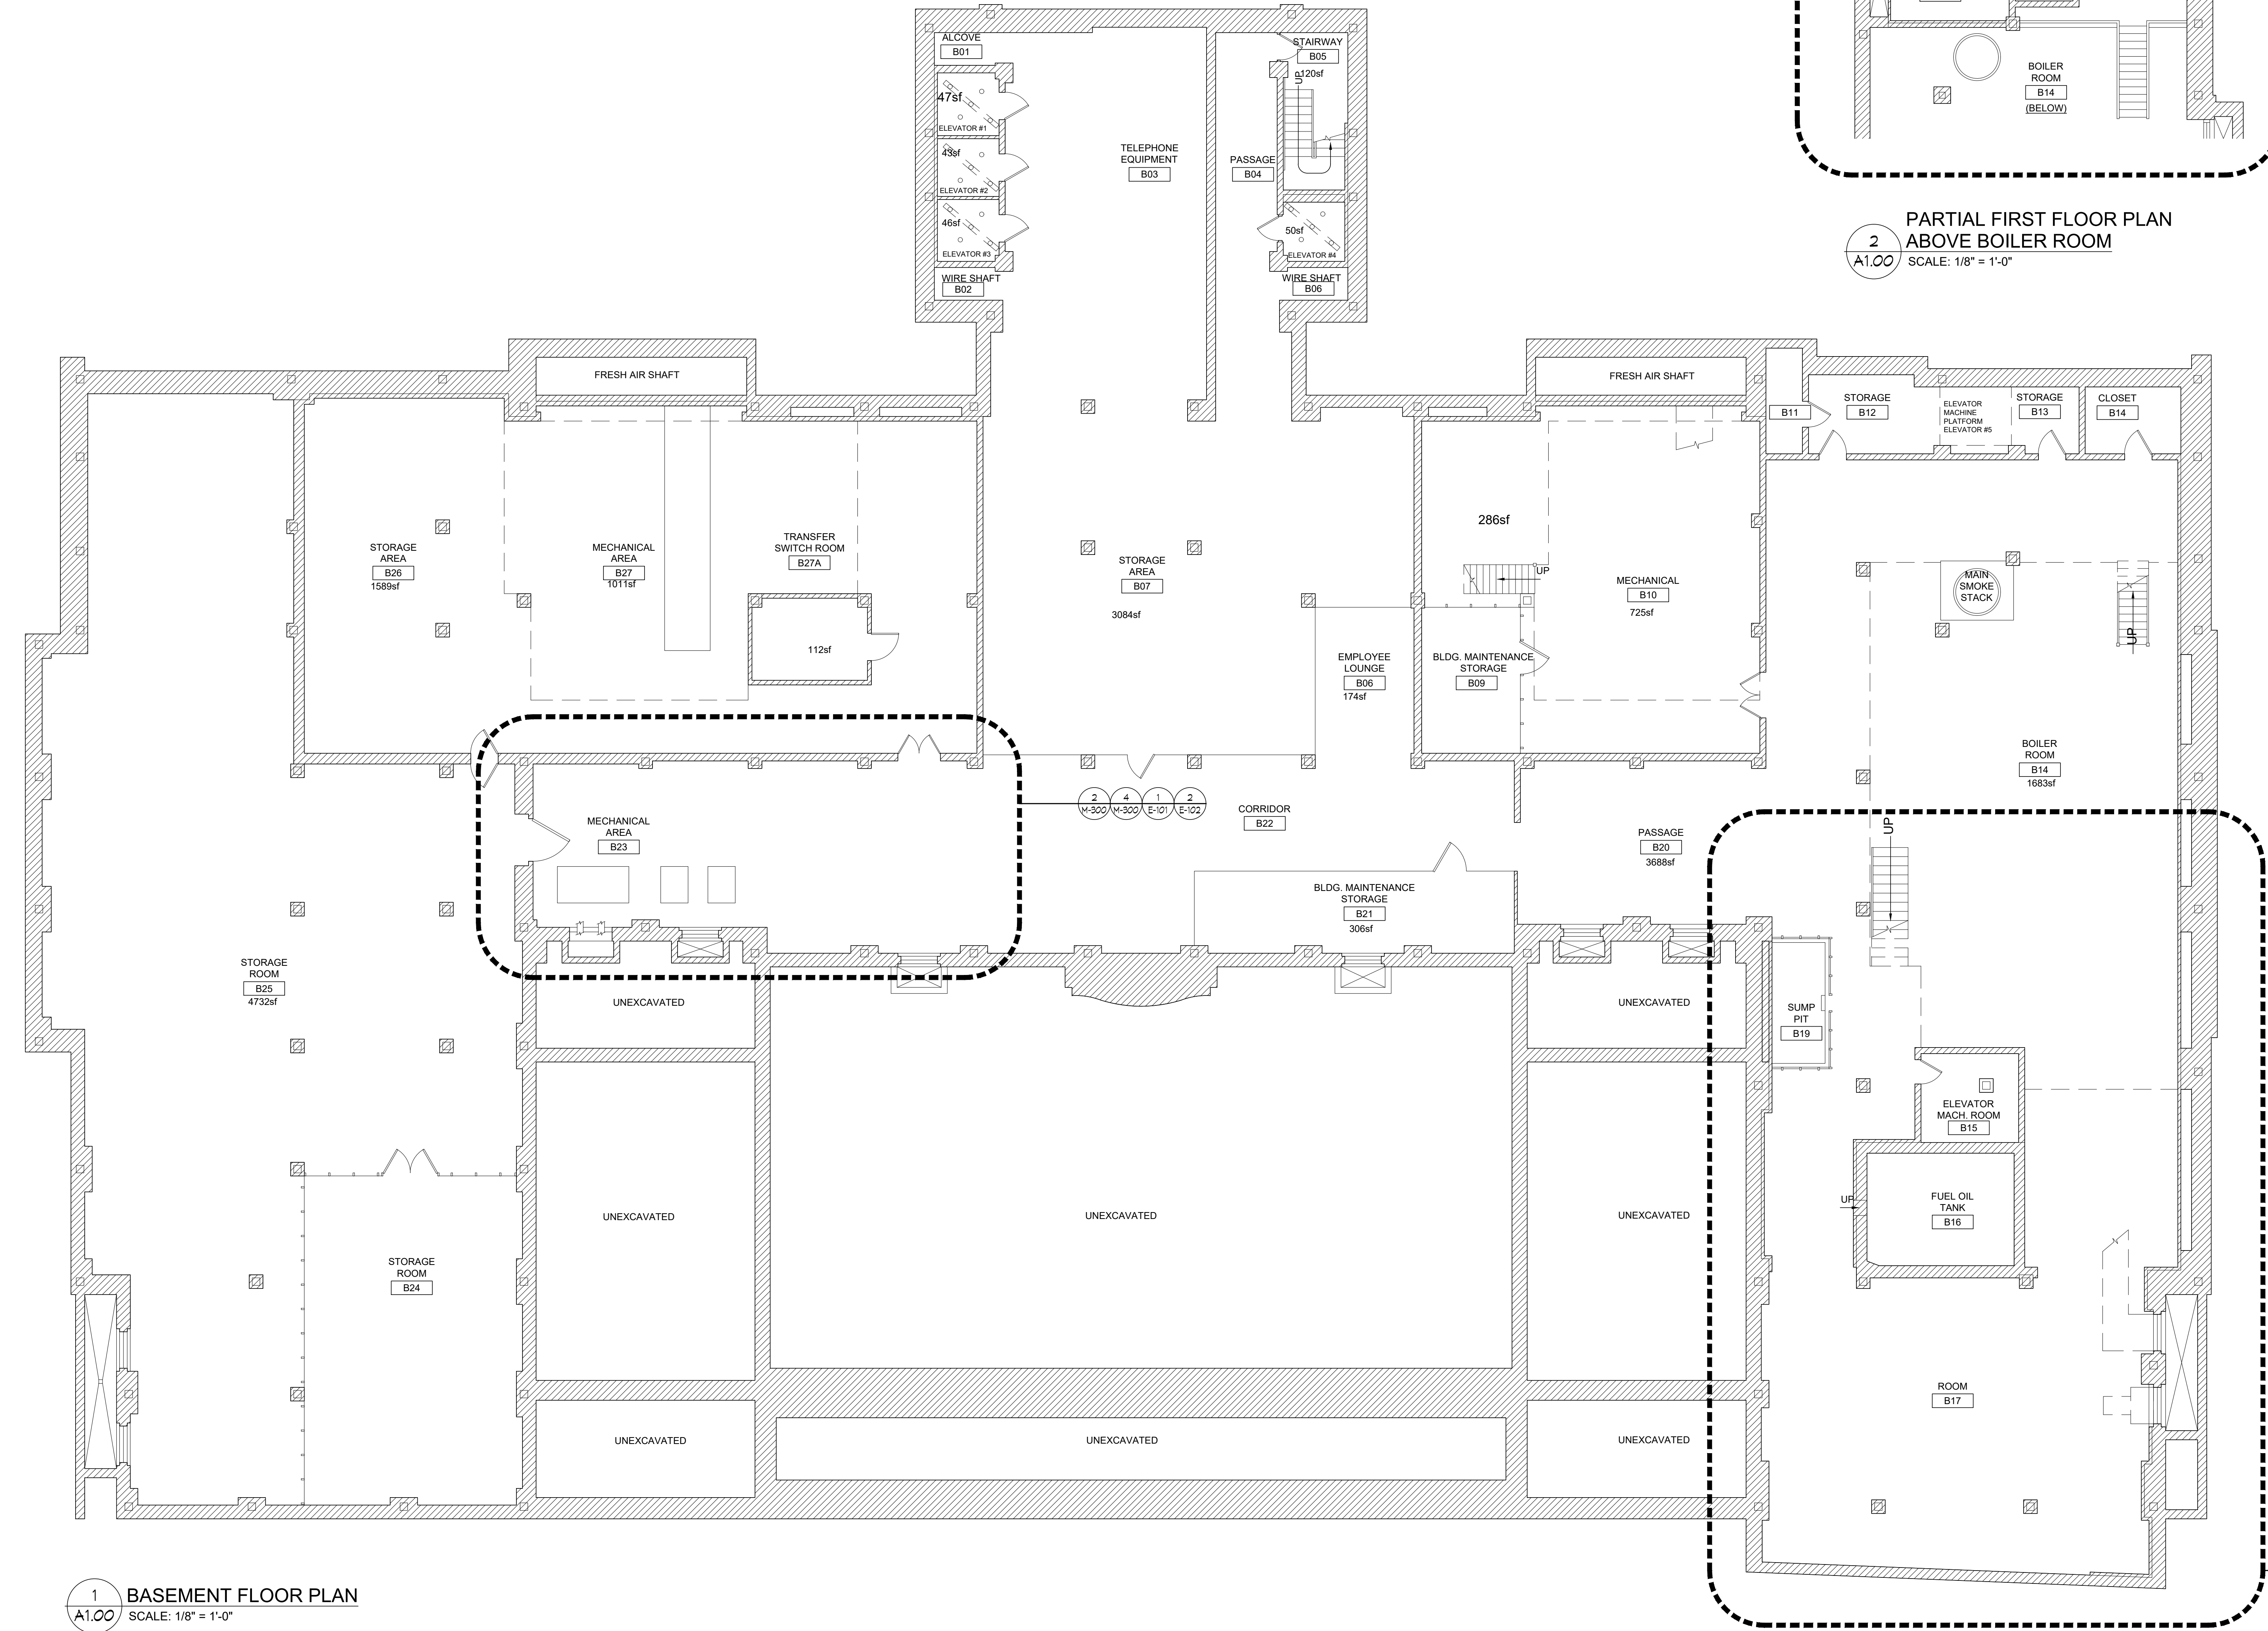 ALCOVE
B01
47sf
ELEVATOR #1
43sf
ELEVATOR #2
46sf
ELEVATOR #3
WIRE SHAFT
B02
TELEPHONE
EQUIPMENT
B03
PASSAGE
B04
STAIRWAY
B05
120sf
UP
50sf
ELEVATOR #4
WIRE SHAFT
B06
BOILER
ROOM
B14
(BELOW)
2
A1.00
PARTIAL FIRST FLOOR PLAN
ABOVE BOILER ROOM
SCALE: 1/8" = 1'-0"
FRESH AIR SHAFT
FRESH AIR SHAFT
B11
STORAGE
B12
ELEVATOR
MACHINE
PLATFORM
ELEVATOR #5
STORAGE
B13
CLOSET
B14
STORAGE
AREA
B26
1589sf
MECHANICAL
AREA
B27
1011sf
TRANSFER
SWITCH ROOM
B27A
112sf
STORAGE
AREA
B07
3084sf
EMPLOYEE
LOUNGE
B06
174sf
286sf
UP
BLDG. MAINTENANCE
STORAGE
B09
MECHANICAL
B10
725sf
MAIN
SMOKE
STACK
UP
BOILER
ROOM
B14
1683sf
MECHANICAL
AREA
B23
2
M-300
4
M-300
1
E-101
2
E-102
CORRIDOR
B22
PASSAGE
B20
3688sf
UP
BLDG. MAINTENANCE
STORAGE
B21
306sf
STORAGE
ROOM
B25
4732sf
UNEXCAVATED
UNEXCAVATED
SUMP
PIT
B19
ELEVATOR
MACH. ROOM
B15
UP
FUEL OIL
TANK
B16
UNEXCAVATED
UNEXCAVATED
UNEXCAVATED
STORAGE
ROOM
B24
ROOM
B17
UNEXCAVATED
UNEXCAVATED
UNEXCAVATED
1
A1.00
BASEMENT FLOOR PLAN
SCALE: 1/8" = 1'-0"